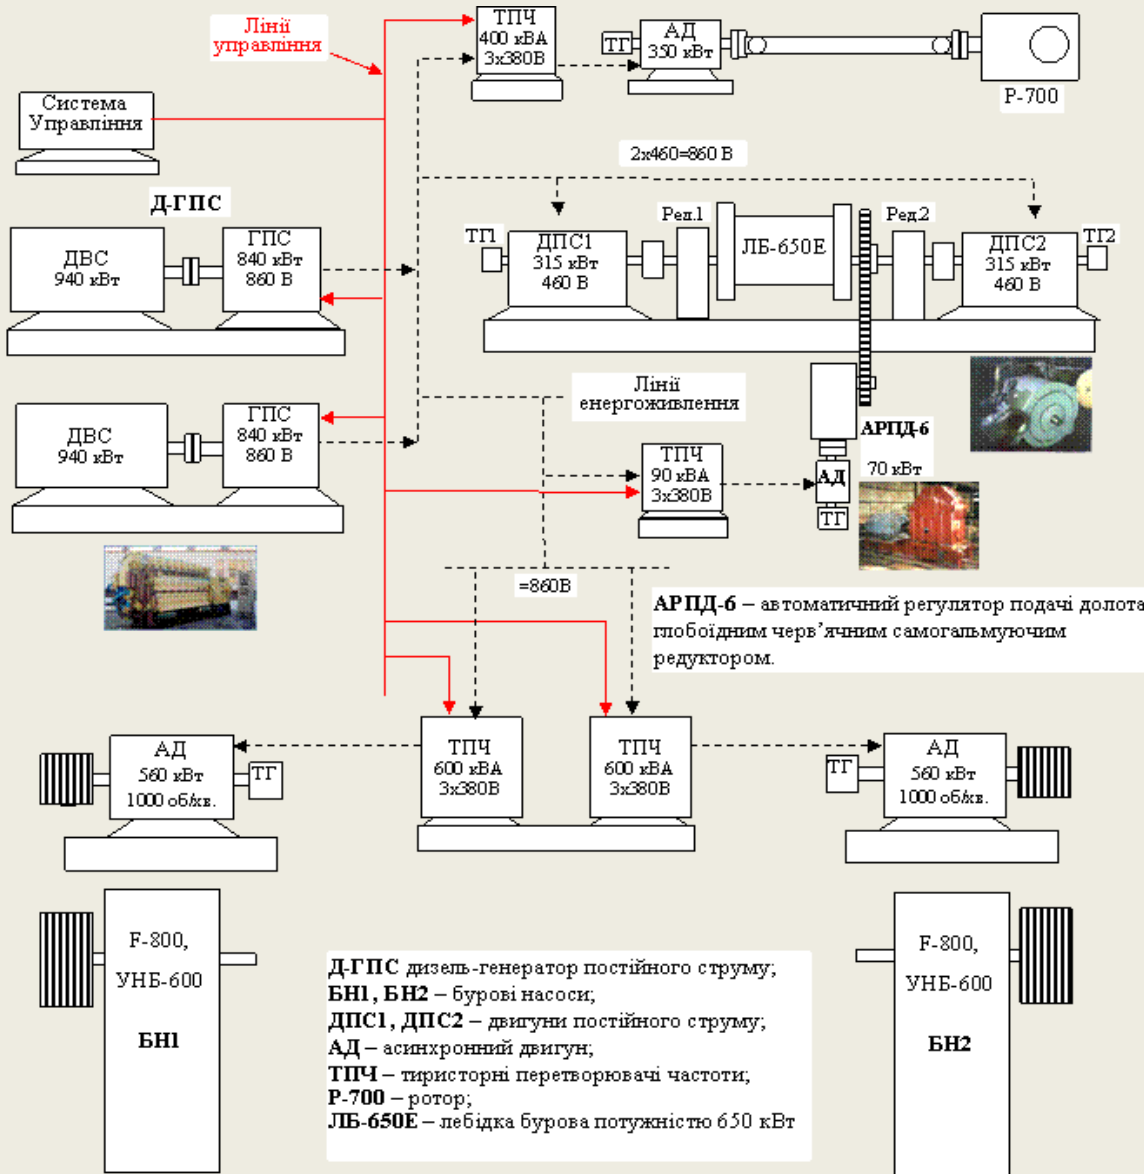 Лінії
управління
ТПЧ
400 кВА
3х380В
ТГ
АД
350 кВт
Р-700
Система
Управління
2х460=860 В
Д-ГПС
ДВС
940 кВт
ГПС
840 кВт
860 В
ТГ1
ДПС1
315 кВт
460 В
Ред.1
ЛБ-650Е
Ред.2
ДПС2
315 кВт
460 В
ТГ2
Лінії
енергоживлення
ДВС
940 кВт
ГПС
840 кВт
860 В
ТПЧ
90 кВА
3х380В
АРПД-6
70 кВт
АД
ТГ
=860В
АРПД-6 – автоматичний регулятор подачі долота
глобоїдним черв’ячним самогальмуючим
редуктором.
АД
560 кВт
1000 об/хв.
ТГ
ТПЧ
600 кВА
3х380В
ТПЧ
600 кВА
3х380В
ТГ
АД
560 кВт
1000 об/хв.
F-800,
УНБ-600
БН1
F-800,
УНБ-600
БН2
Д-ГПС дизель-генератор постійного струму;
БН1, БН2 – бурові насоси;
ДПС1, ДПС2 – двигуни постійного струму;
АД – асинхронний двигун;
ТПЧ – тиристорні перетворювачі частоти;
Р-700 – ротор;
ЛБ-650Е – лебідка бурова потужністю 650 кВт